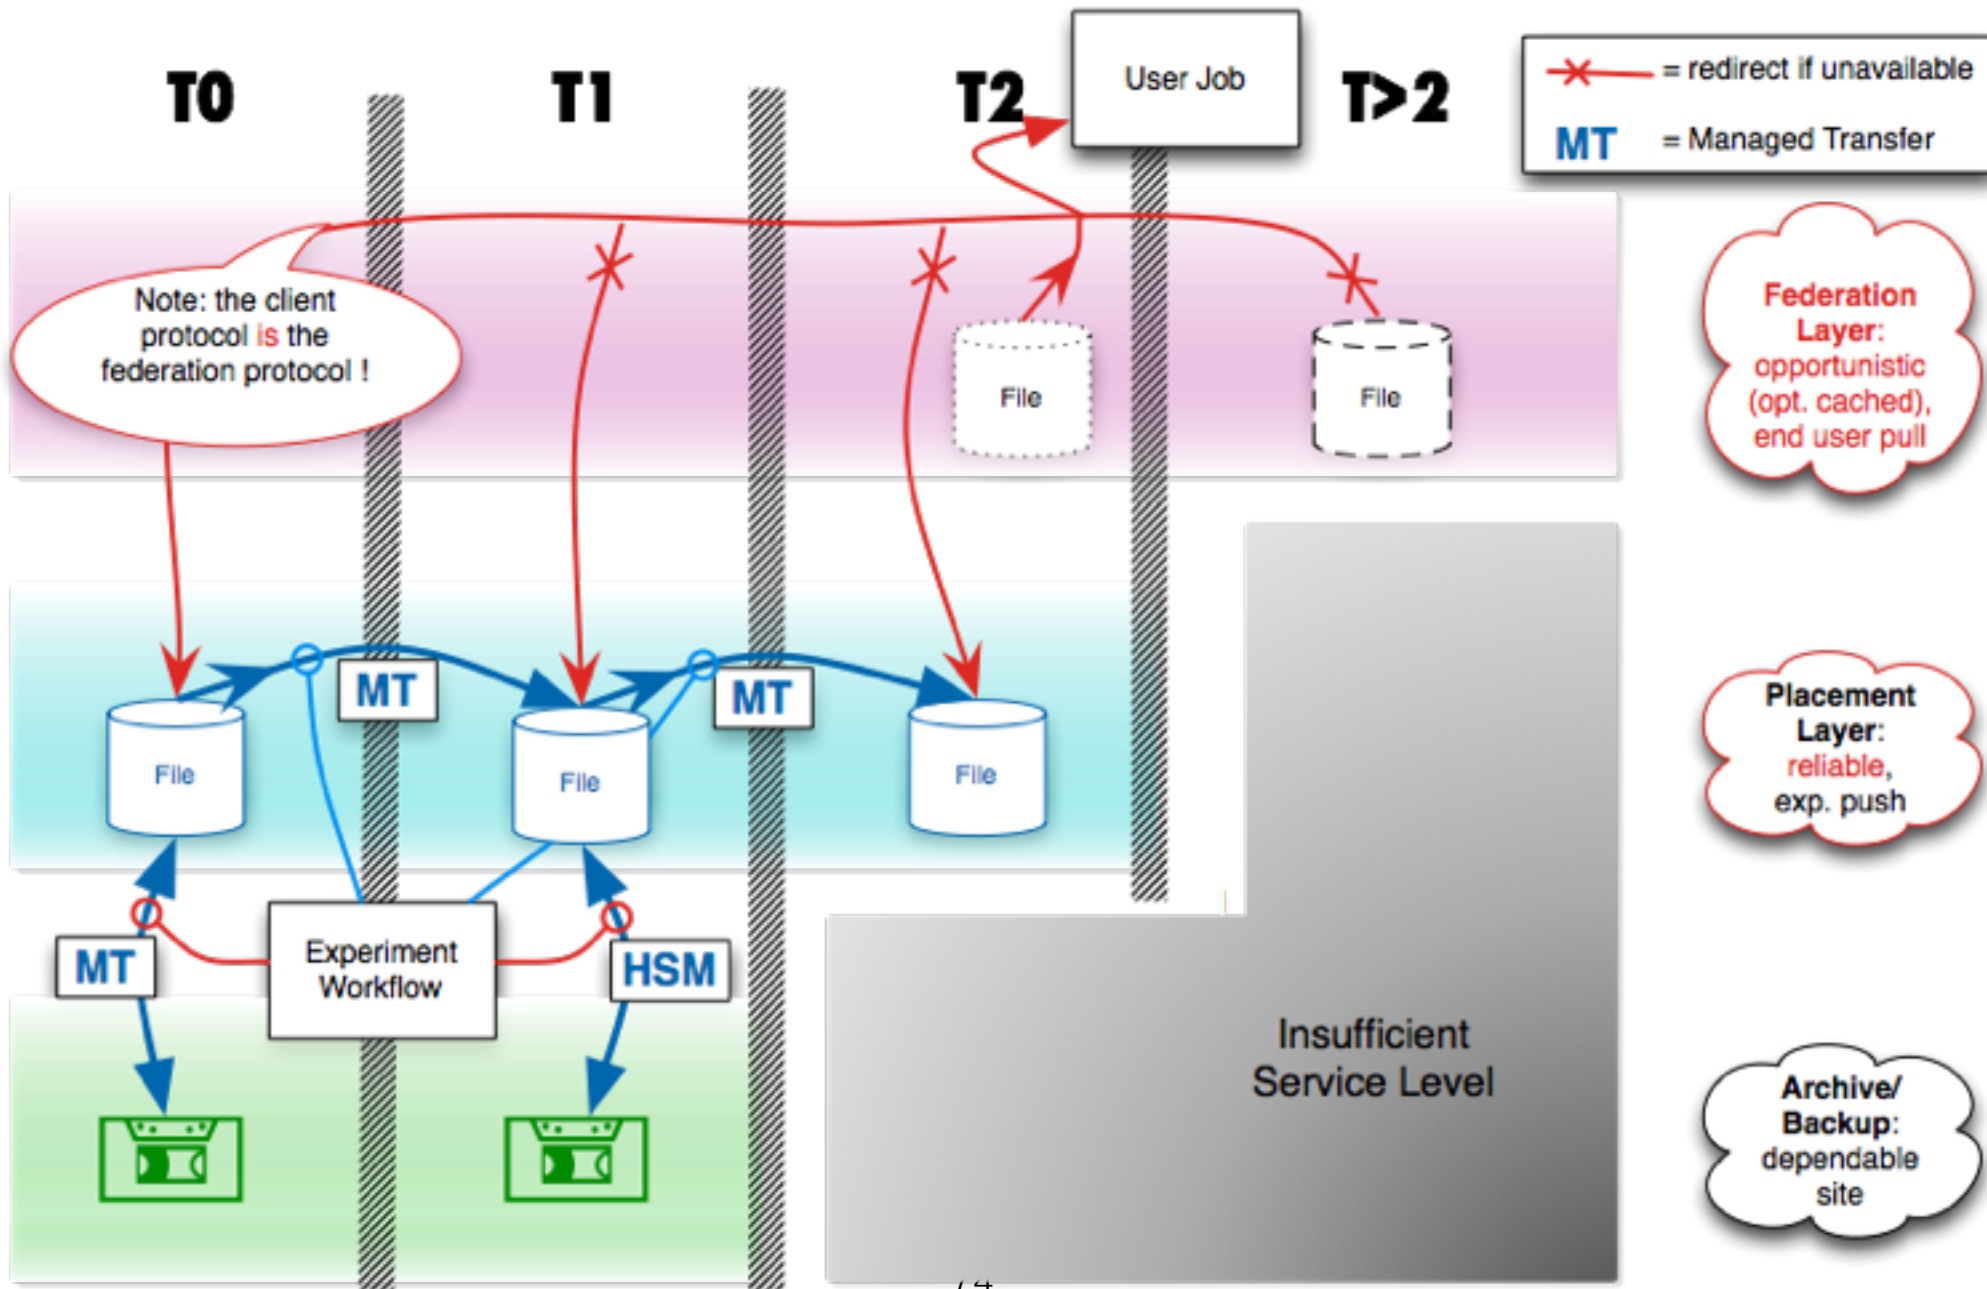 T0
T1
T2
User Job
T>2
= redirect if unavailable
MT = Managed Transfer
Note: the client
protocol is the
federation protocol !
File
File
Federation
Layer:
opportunistic
(opt. cached),
end user pull
MT
MT
File
File
File
Placement
Layer:
reliable,
exp. push
MT
Experiment
Workflow
HSM
Insufficient
Service Level
Archive/
Backup:
dependable
site